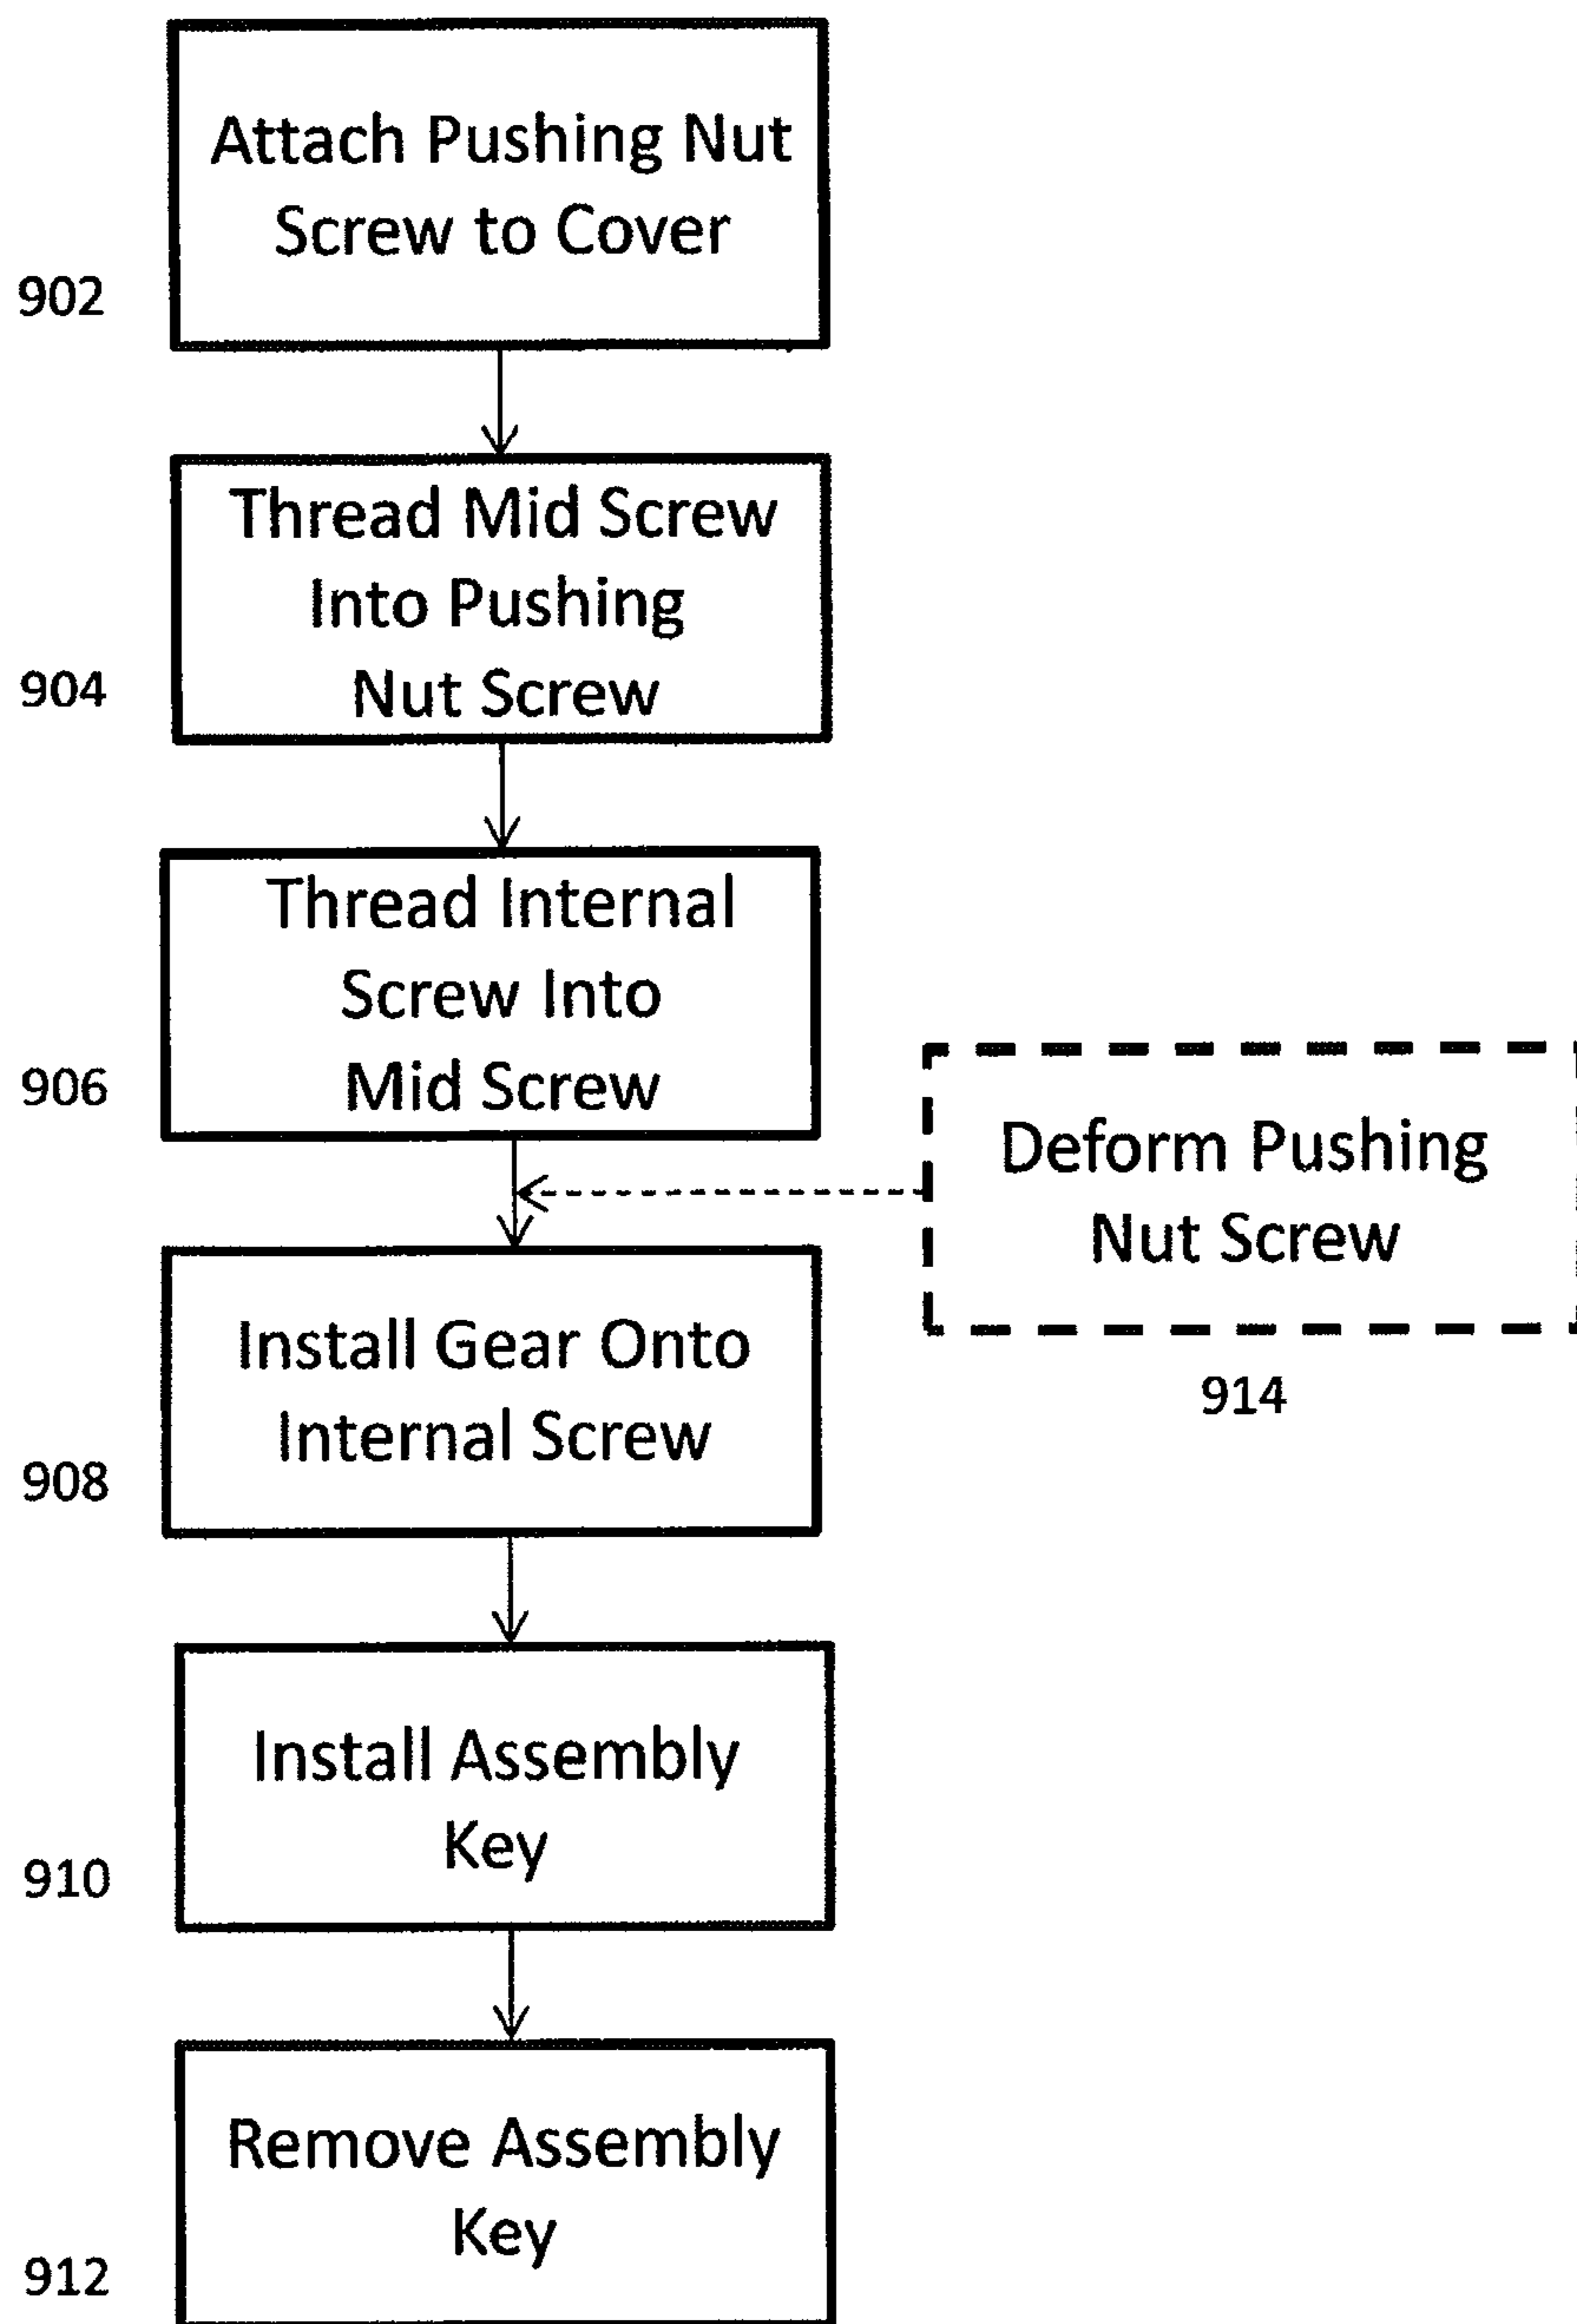 Attach Pushing Nut
Screw to Cover
902
Thread Mid Screw
Into Pushing
Nut Screw
904
Thread Internal
Screw Into
Mid Screw
906
Deform Pushing
Nut Screw
914
Install Gear Onto
Internal Screw
908
Install Assembly
Key
910
Remove Assembly
Key
912